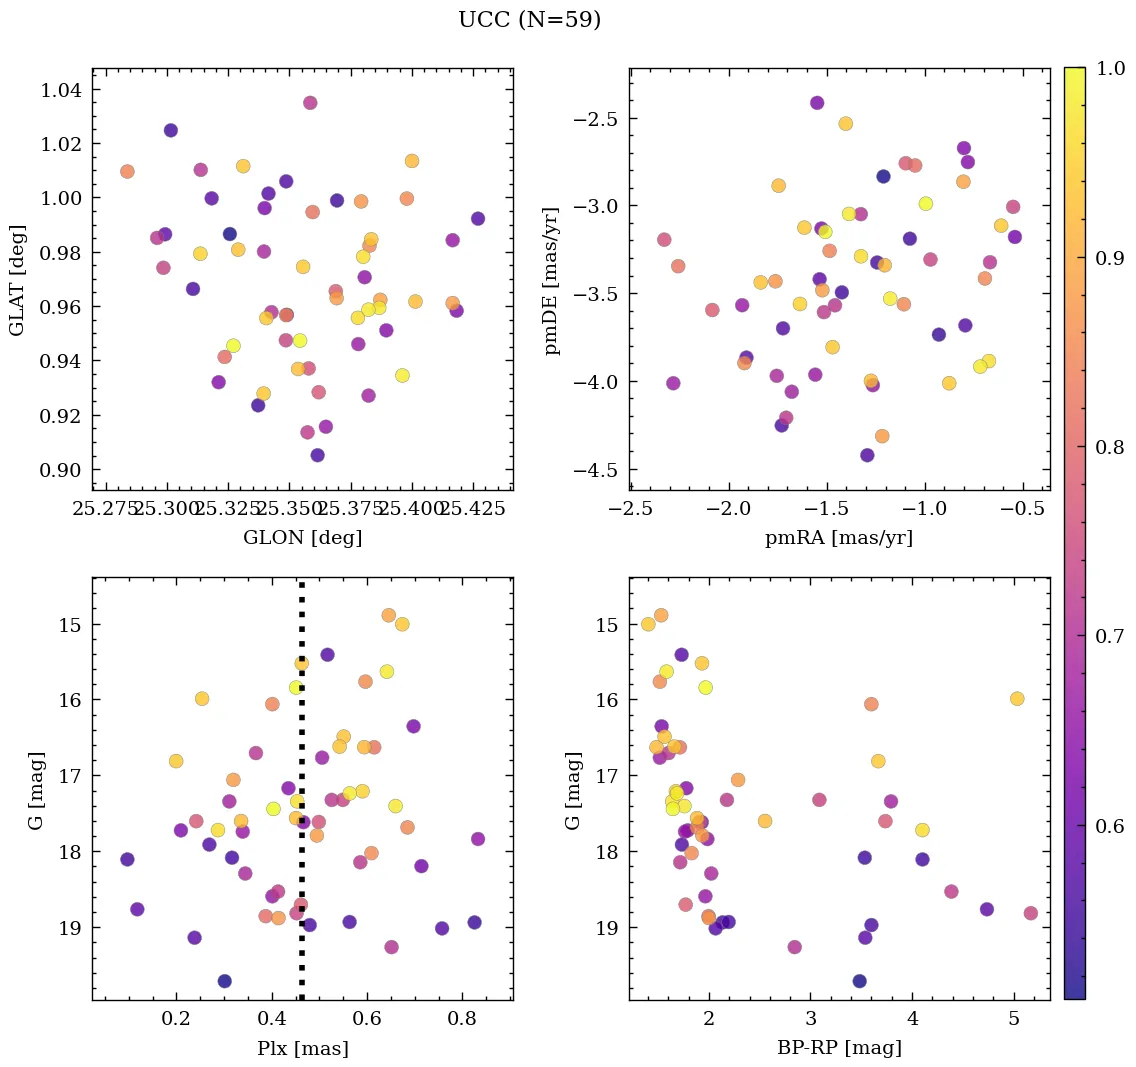 UCC (N=59)
1.04
1.02
1.00
0.98
0.96
0.94
0.92
0.90
GLAT [deg]
25.275 25.300 25.325 25.350 25.375 25.400 25.425
GLON [deg]
−2.5
−3.0
−3.5
−4.0
−4.5
pmDE [mas/yr]
−2.5 −2.0 −1.5 −1.0 −0.5
pmRA [mas/yr]
1.0
0.9
0.8
0.7
0.6
15
16
17
18
19
G [mag]
0.2 0.4 0.6 0.8
Plx [mas]
15
16
17
18
19
G [mag]
2 3 4 5
BP-RP [mag]